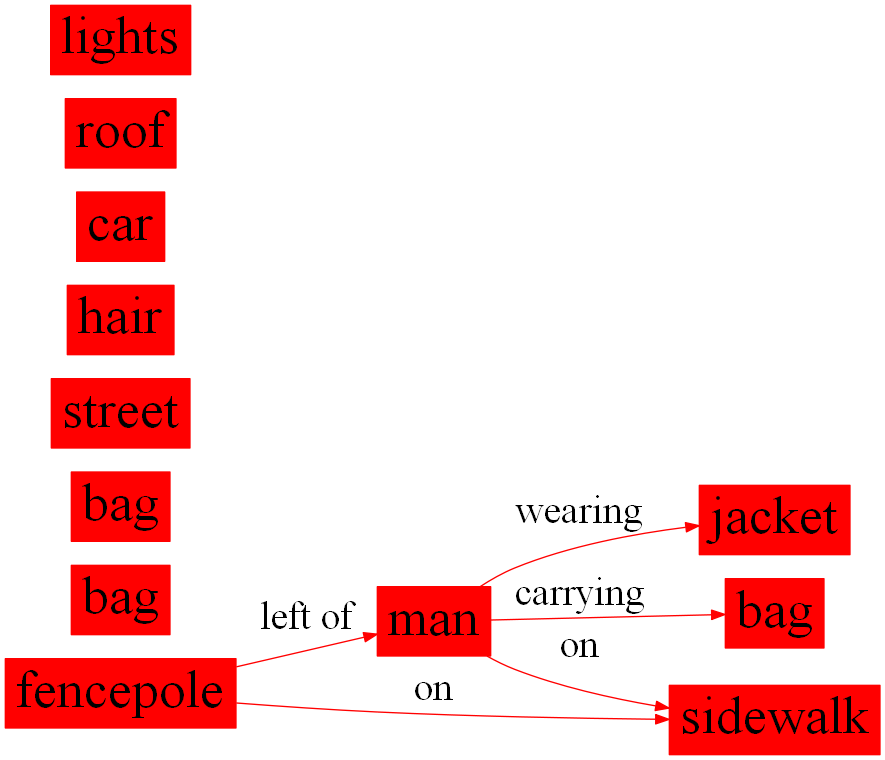 lights
roof
car
hair
street
bag
bag
fencepole
left of
on
man
wearing
carrying
on
jacket
bag
sidewalk